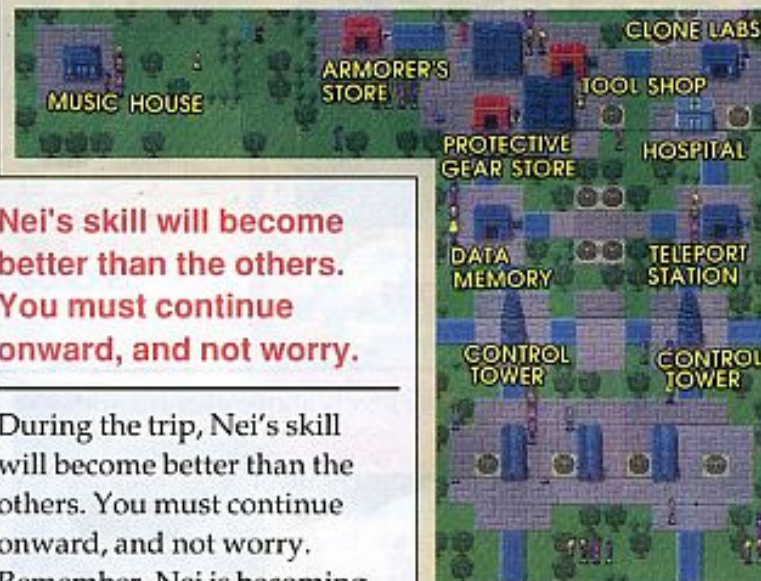 CLONE LABS
ARMORER'S
STORE
TOOL SHOP
MUSIC HOUSE
PROTECTIVE
GEAR STORE
HOSPITAL
DATA
MEMORY
TELEPORT
STATION
CONTROL
TOWER
CONTROL
TOWER
Nei's skill will become
better than the others.
You must continue
onward, and not worry.
During the trip, Nei's skill
will become better than the
others. You must continue
onward, and not worry.
Remember, Nei is becoming